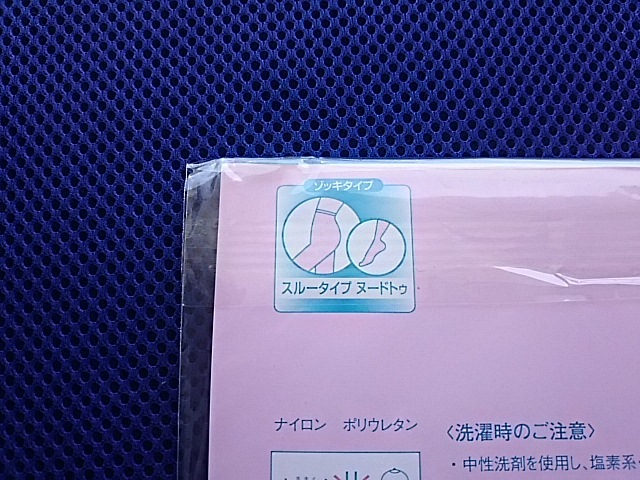 ゾッキタイプ
スルータイプ ヌードトゥ
ナイロン ポリウレタン
〈洗濯時のご注意〉
・中性洗剤を使用し、塩素系